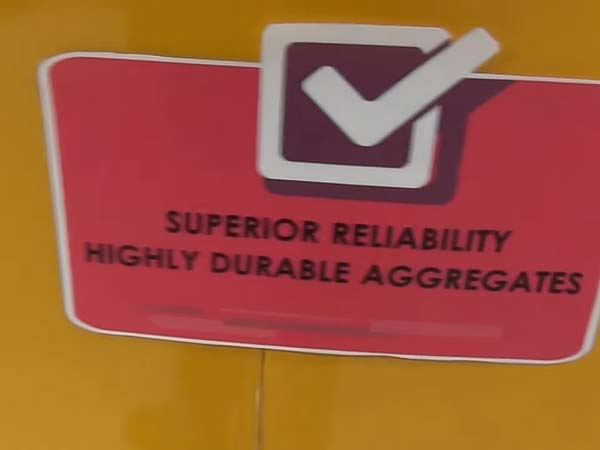 SUPERIOR RELIABILITY
HIGHLY DURABLE AGGREGATES